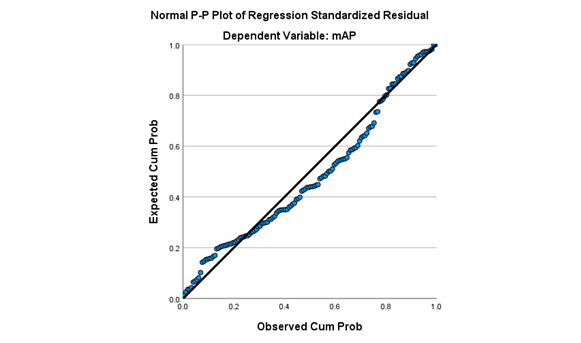 Normal P-P Plot of Regression Standardized Residual
Dependent Variable: mAP
Expected Cum Prob
1.0
0.8
0.6
0.4
0.2
0.0
0.0 0.2 0.4 0.6 0.8 1.0
Observed Cum Prob